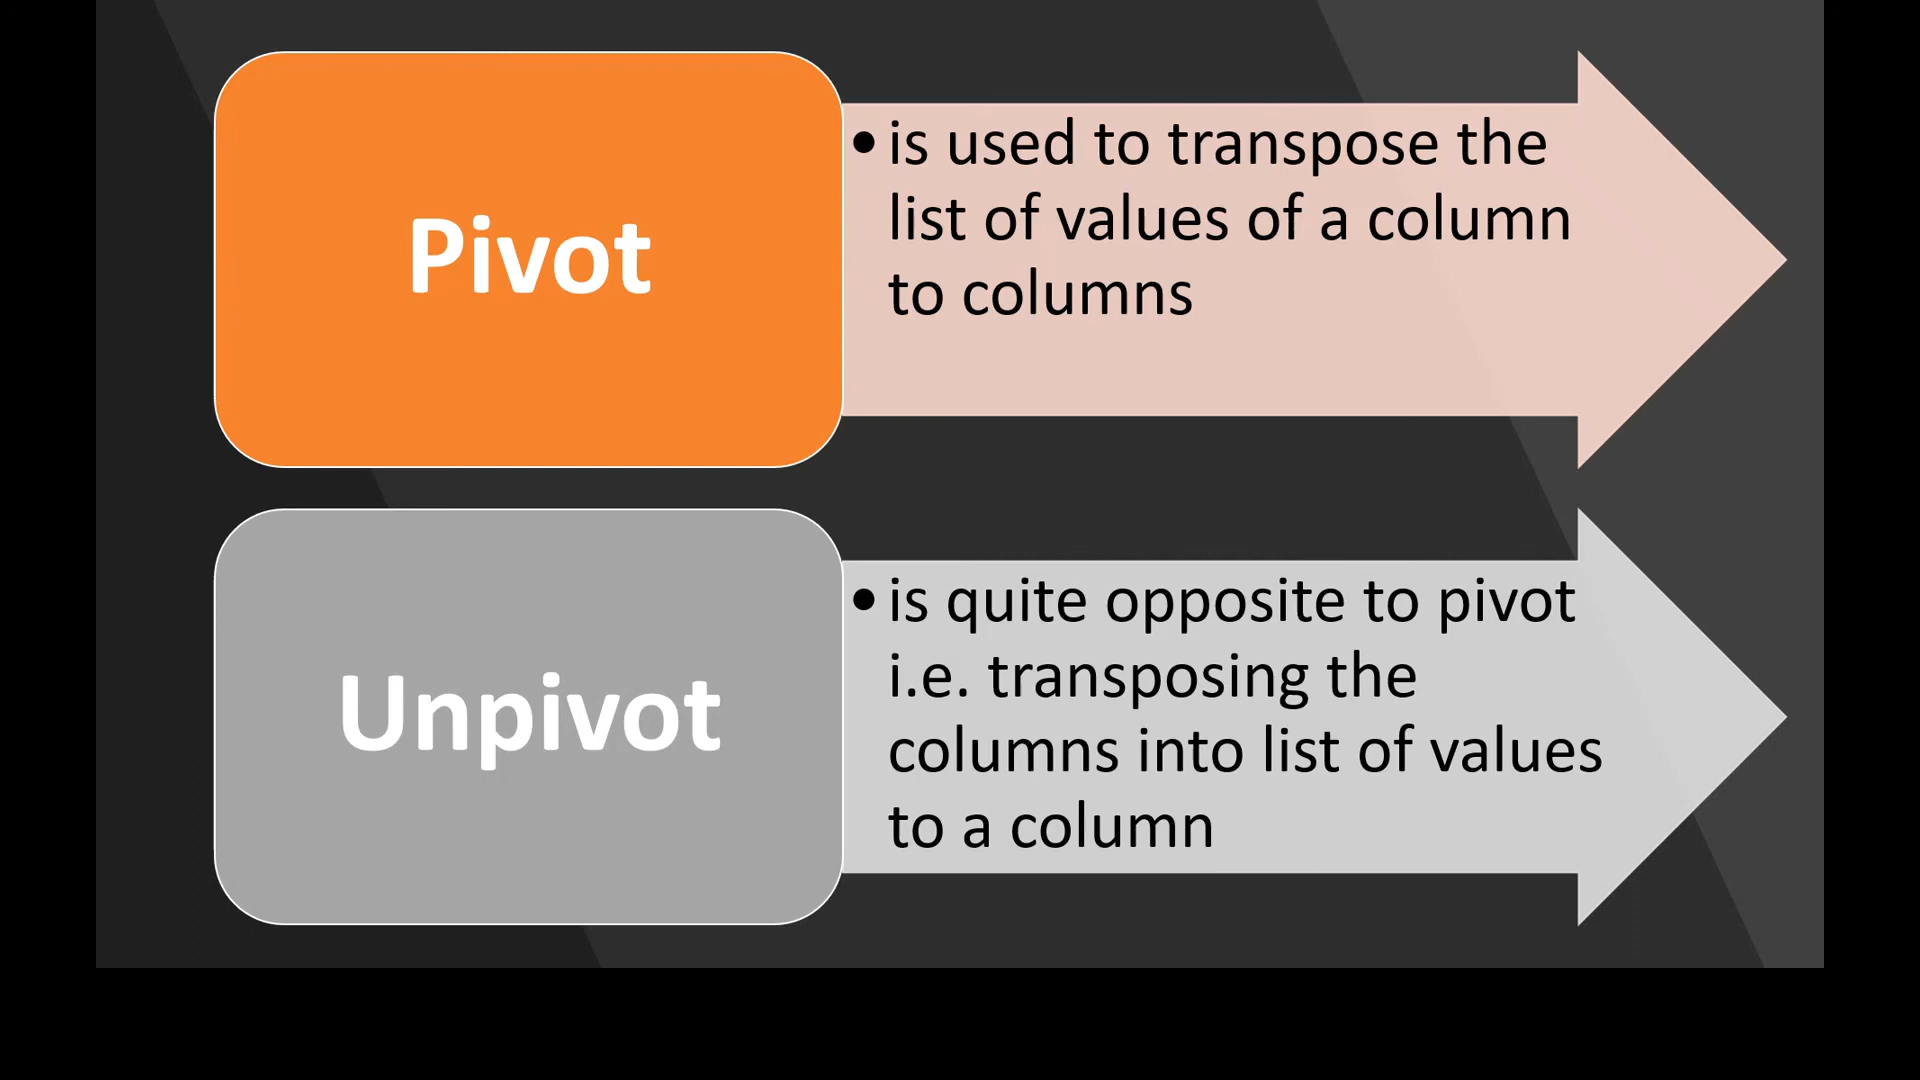 Pivot
• is used to transpose the
list of values of a column
to columns
Unpivot
• is quite opposite to pivot
i.e. transposing the
columns into list of values
to a column